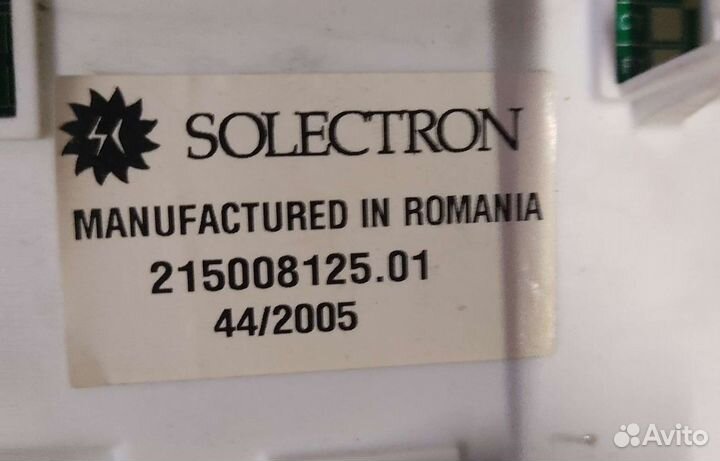 SOLECTRON
MANUFACTURED IN ROMANIA
215008125.01
44/2005
Avito